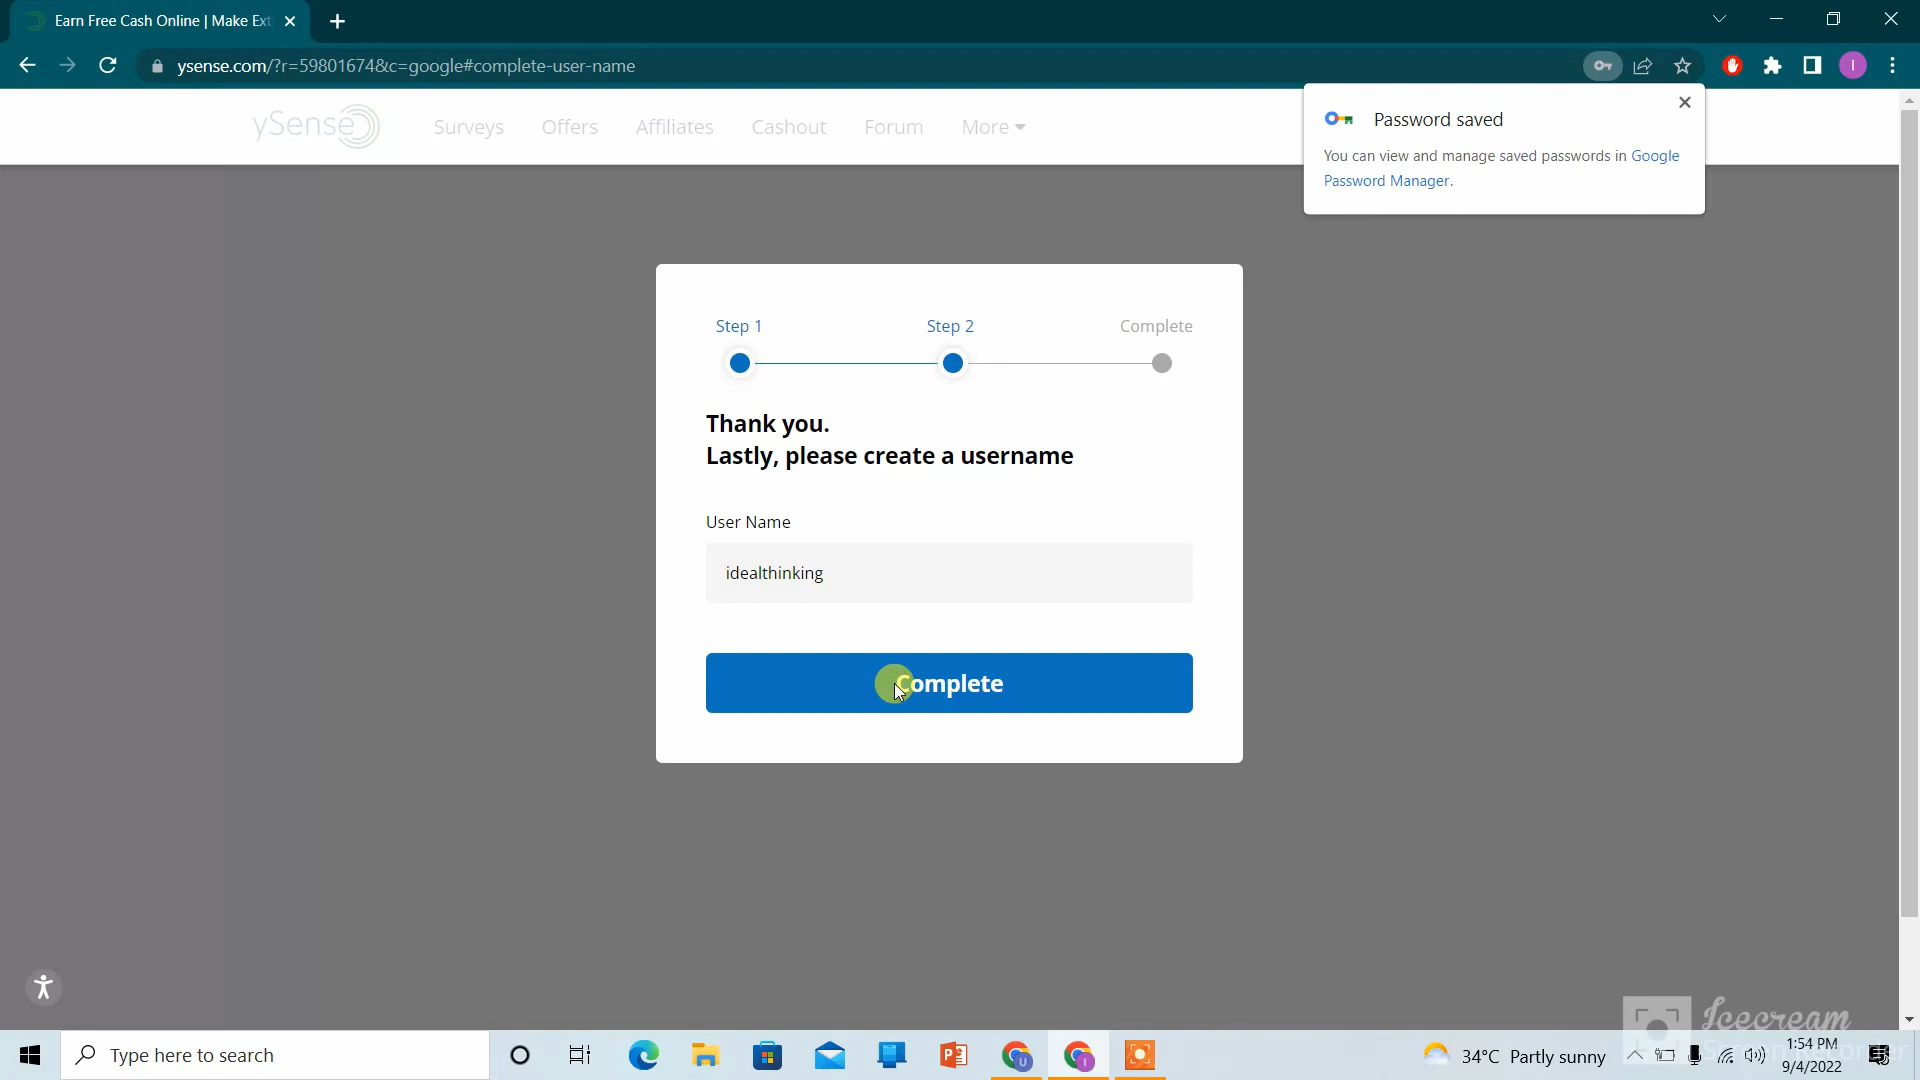 Earn Free Cash Online | Make Ext
ysense.com/?r=59801674&c=google#complete-user-name
I
ySense
Surveys
Offers
Affiliates
Cashout
Forum
More
Password saved
You can view and manage saved passwords in Google
Password Manager.
Step 1
Step 2
Complete
Thank you.
Lastly, please create a username
User Name
idealthinking
Complete
Icecream
Screen Recorder
Type here to search
34°C Partly sunny
1:54 PM
9/4/2022